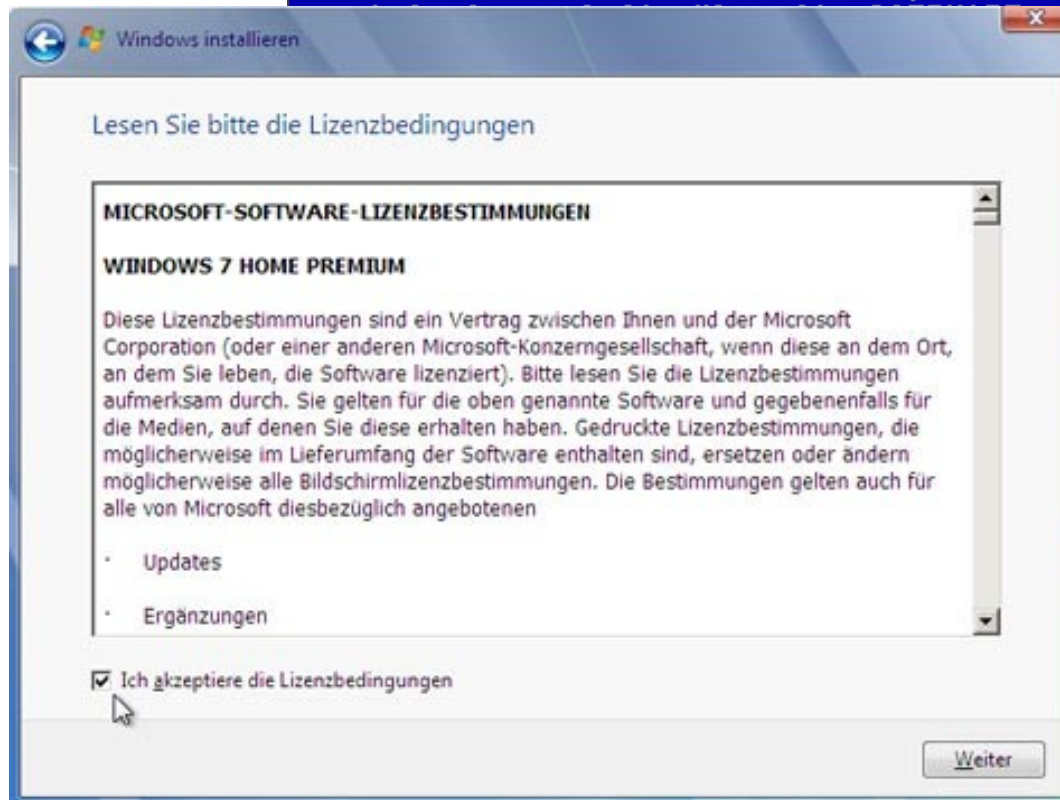 Windows installieren
Lesen Sie bitte die Lizenzbedingungen
MICROSOFT-SOFTWARE-LIZENZBESTIMMUNGEN
WINDOWS 7 HOME PREMIUM
Diese Lizenzbestimmungen sind ein Vertrag zwischen Ihnen und der Microsoft
Corporation (oder einer anderen Microsoft-Konzerngesellschaft, wenn diese an dem Ort,
an dem Sie leben, die Software lizenziert). Bitte lesen Sie die Lizenzbestimmungen
aufmerksam durch. Sie gelten für die oben genannte Software und gegebenenfalls für
die Medien, auf denen Sie diese erhalten haben. Gedruckte Lizenzbestimmungen, die
möglicherweise im Lieferumfang der Software enthalten sind, ersetzen oder ändern
möglicherweise alle Bildschirmlizenzbestimmungen. Die Bestimmungen gelten auch für
alle von Microsoft diesbezüglich angebotenen
· Updates
· Ergänzungen
Ich akzeptiere die Lizenzbedingungen
Weiter